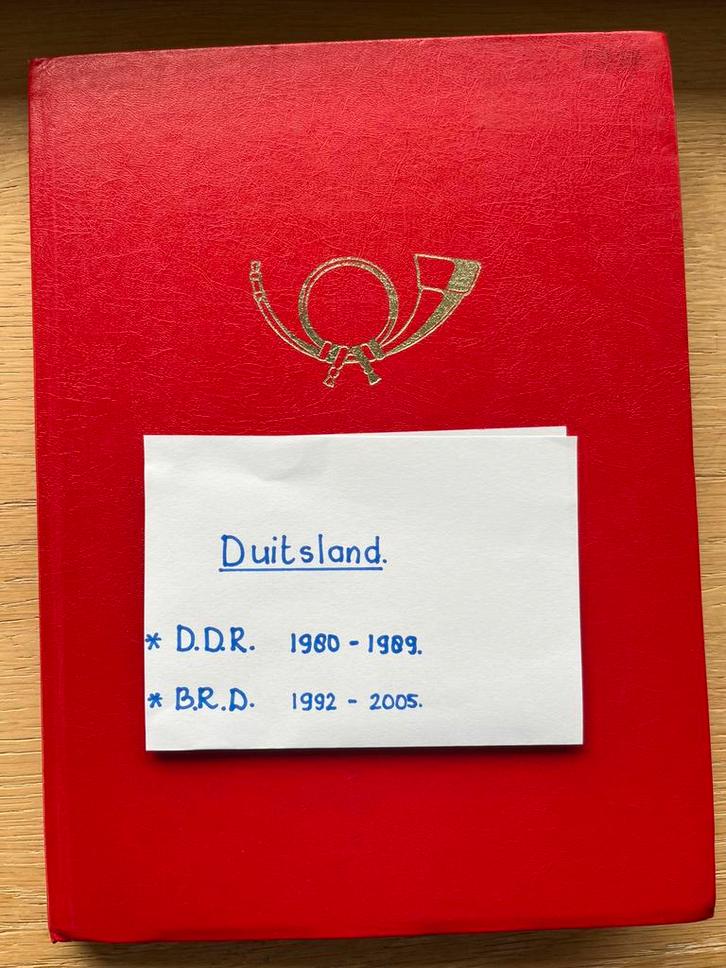 Duitsland.
* D.D.R. 1980 - 1989.
* B.R.D. 1992 - 2005.